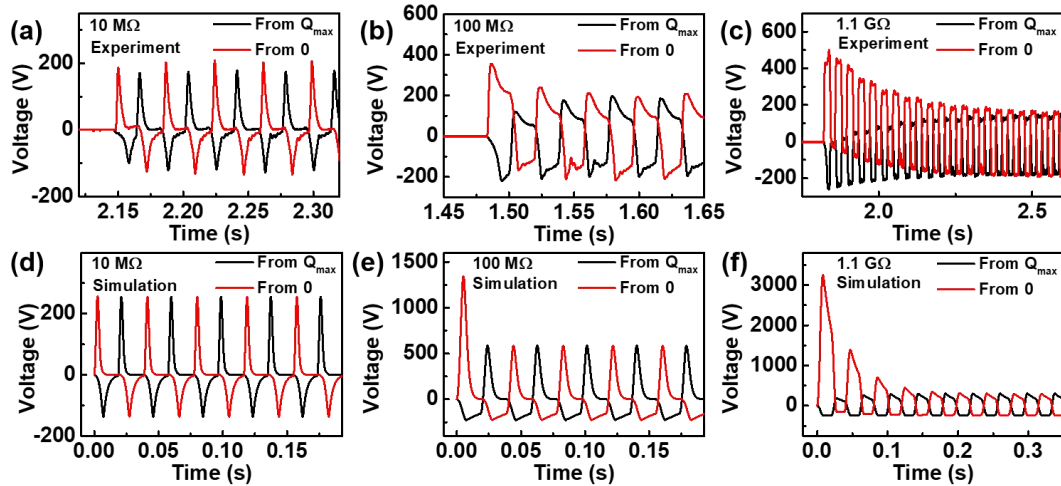 (a)
10 MΩ
Experiment
From Qmax
From 0
200
0
-200
Voltage (V)
2.15 2.20 2.25 2.30
Time (s)
(b)
100 MΩ
Experiment
From Qmax
From 0
600
400
200
0
-200
Voltage (V)
1.45 1.50 1.55 1.60 1.65
Time (s)
(c)
1.1 GΩ
Experiment
From Qmax
From 0
600
400
200
0
-200
Voltage (V)
2.0 2.5
Time (s)
(d)
10 MΩ
Simulation
From Qmax
From 0
200
0
-200
Voltage (V)
0.00 0.05 0.10 0.15
Time (s)
(e)
100 MΩ
Simulation
From Qmax
From 0
1500
1000
500
0
-500
Voltage (V)
0.00 0.05 0.10 0.15
Time (s)
(f)
1.1 GΩ
Simulation
From Qmax
From 0
3000
2000
1000
0
Voltage (V)
0.0 0.1 0.2 0.3
Time (s)